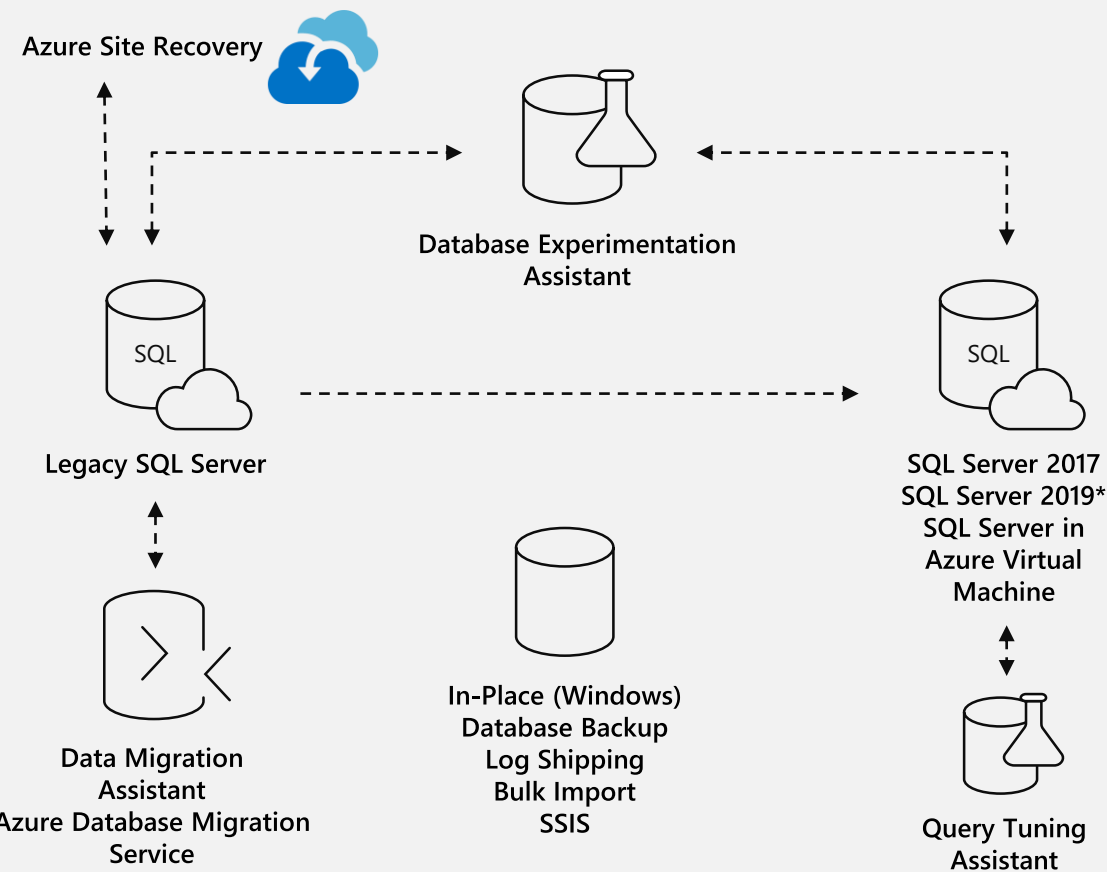 Azure Site Recovery
Database Experimentation
Assistant
SQL
Legacy SQL Server
SQL
SQL Server 2017
SQL Server 2019*
SQL Server in
Azure Virtual
Machine
Data Migration
Assistant
Azure Database Migration
Service
In-Place (Windows)
Database Backup
Log Shipping
Bulk Import
SSIS
Query Tuning
Assistant